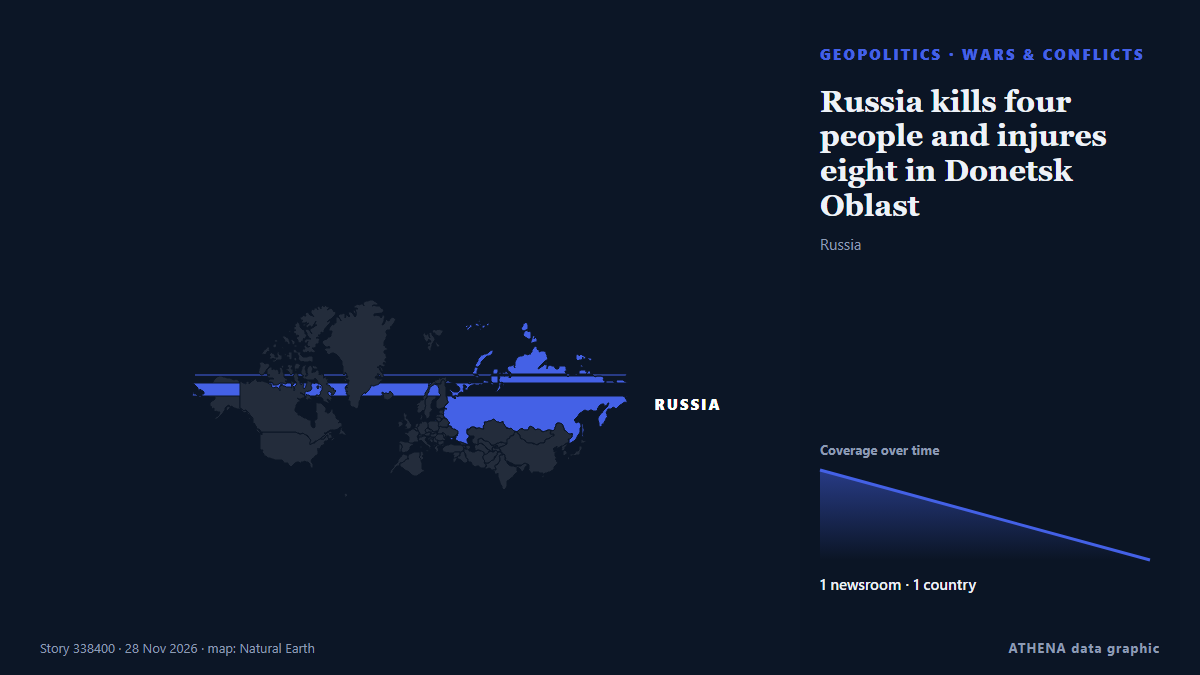 GEOPOLITICS · WARS & CONFLICTS
Russia kills four
people and injures
eight in Donetsk
Oblast
Russia
RUSSIA
Coverage over time
1 newsroom · 1 country
Story 338400 · 28 Nov 2026 · map: Natural Earth
ATHENA data graphic